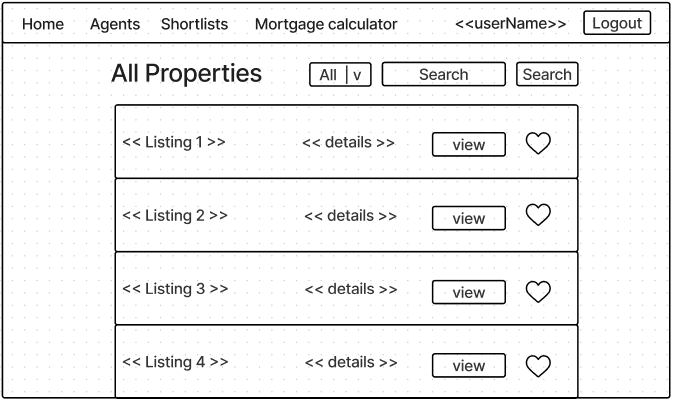 Home Agents Shortlists Mortgage calculator <<userName>> Logout
All Properties All | v Search Search
<< Listing 1 >> << details >> view
<< Listing 2 >> << details >> view
<< Listing 3 >> << details >> view
<< Listing 4 >> << details >> view